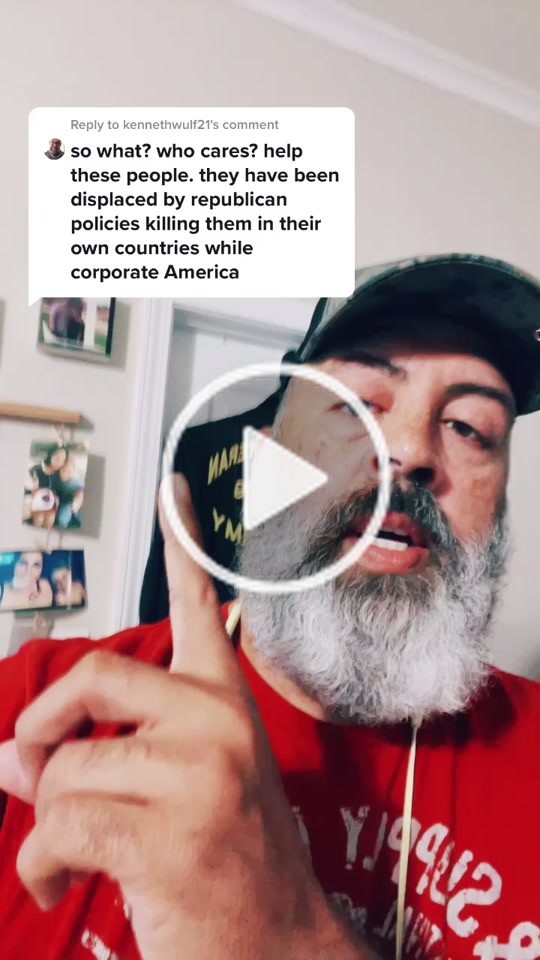 Reply to kennethwulf21's comment
so what? who cares? help
these people. they have been
displaced by republican
policies killing them in their
own countries while
corporate America
SUPPLY